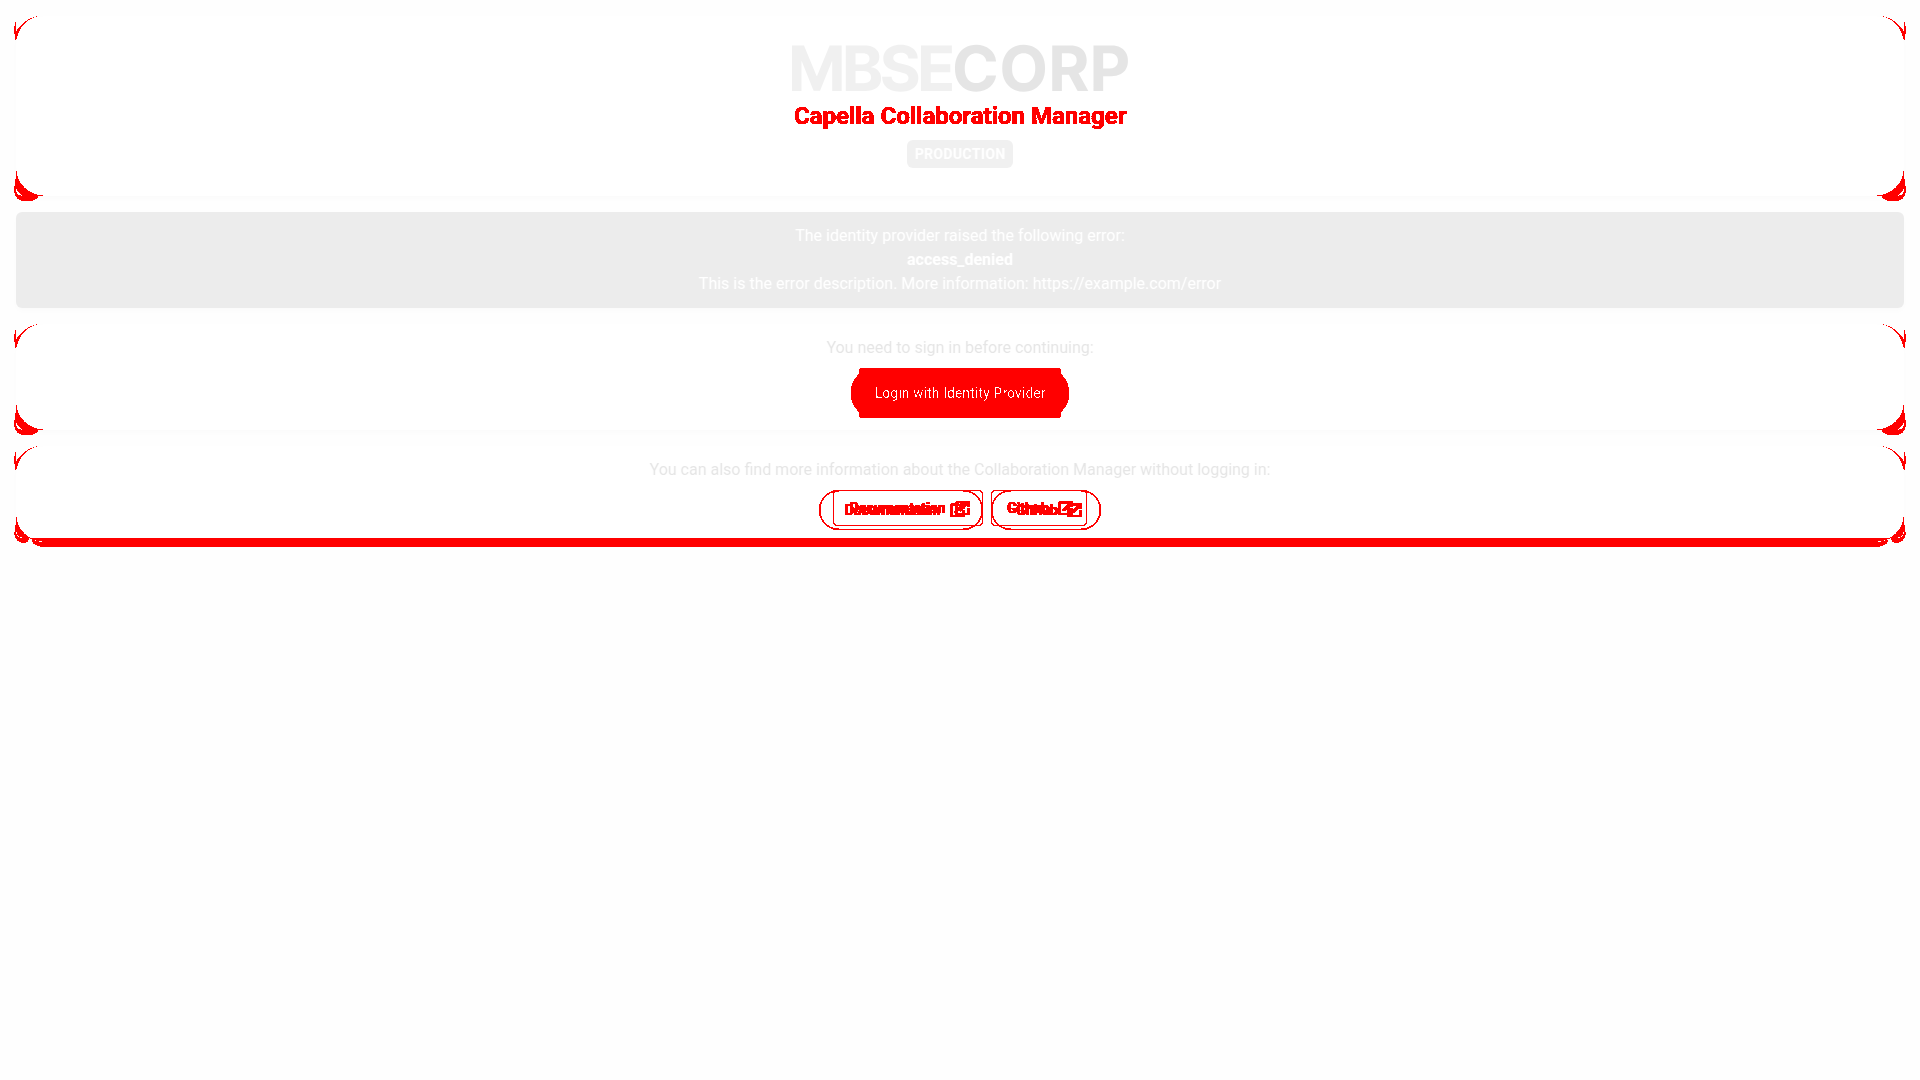 MBSECORP
Capella Collaboration Manager
PRODUCTION
The identity provider raised the following error:
access_denied
This is the error description. More information: https://example.com/error
You need to sign in before continuing:
Login with Identity Provider
You can also find more information about the Collaboration Manager without logging in:
Documentation